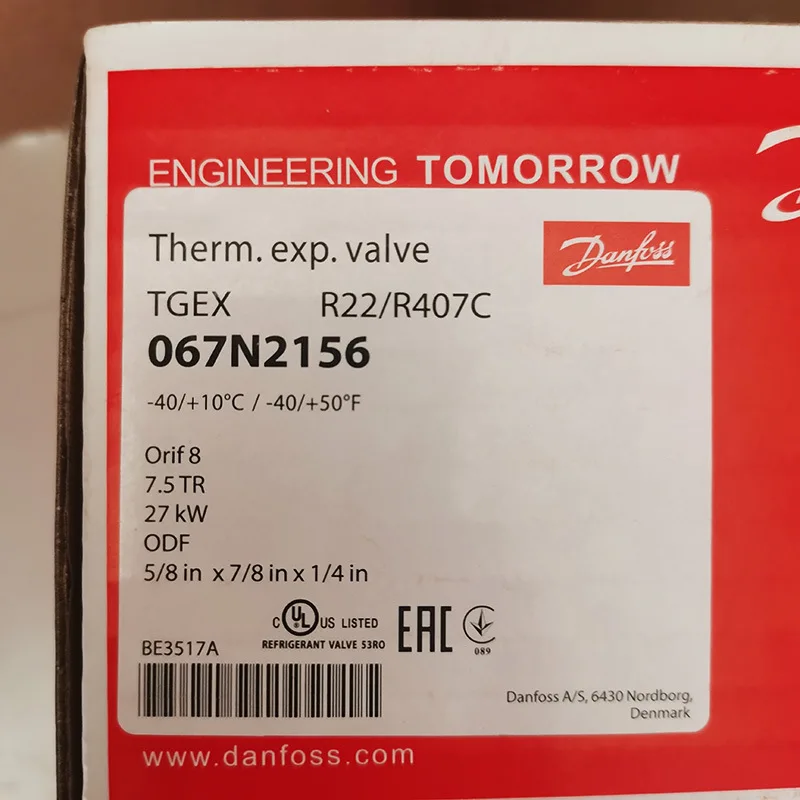 ENGINEERING TOMORROW
Therm. exp. valve
Danfoss
TGEX R22/R407C
067N2156
-40/+10°C / -40/+50°F
Orif 8
7.5 TR
27 kW
ODF
5/8 in x 7/8 in x 1/4 in
C UL US LISTED
REFRIGERANT VALVE 53R0
EAC
089
BE3517A
Danfoss A/S, 6430 Nordborg,
Denmark
www.danfoss.com